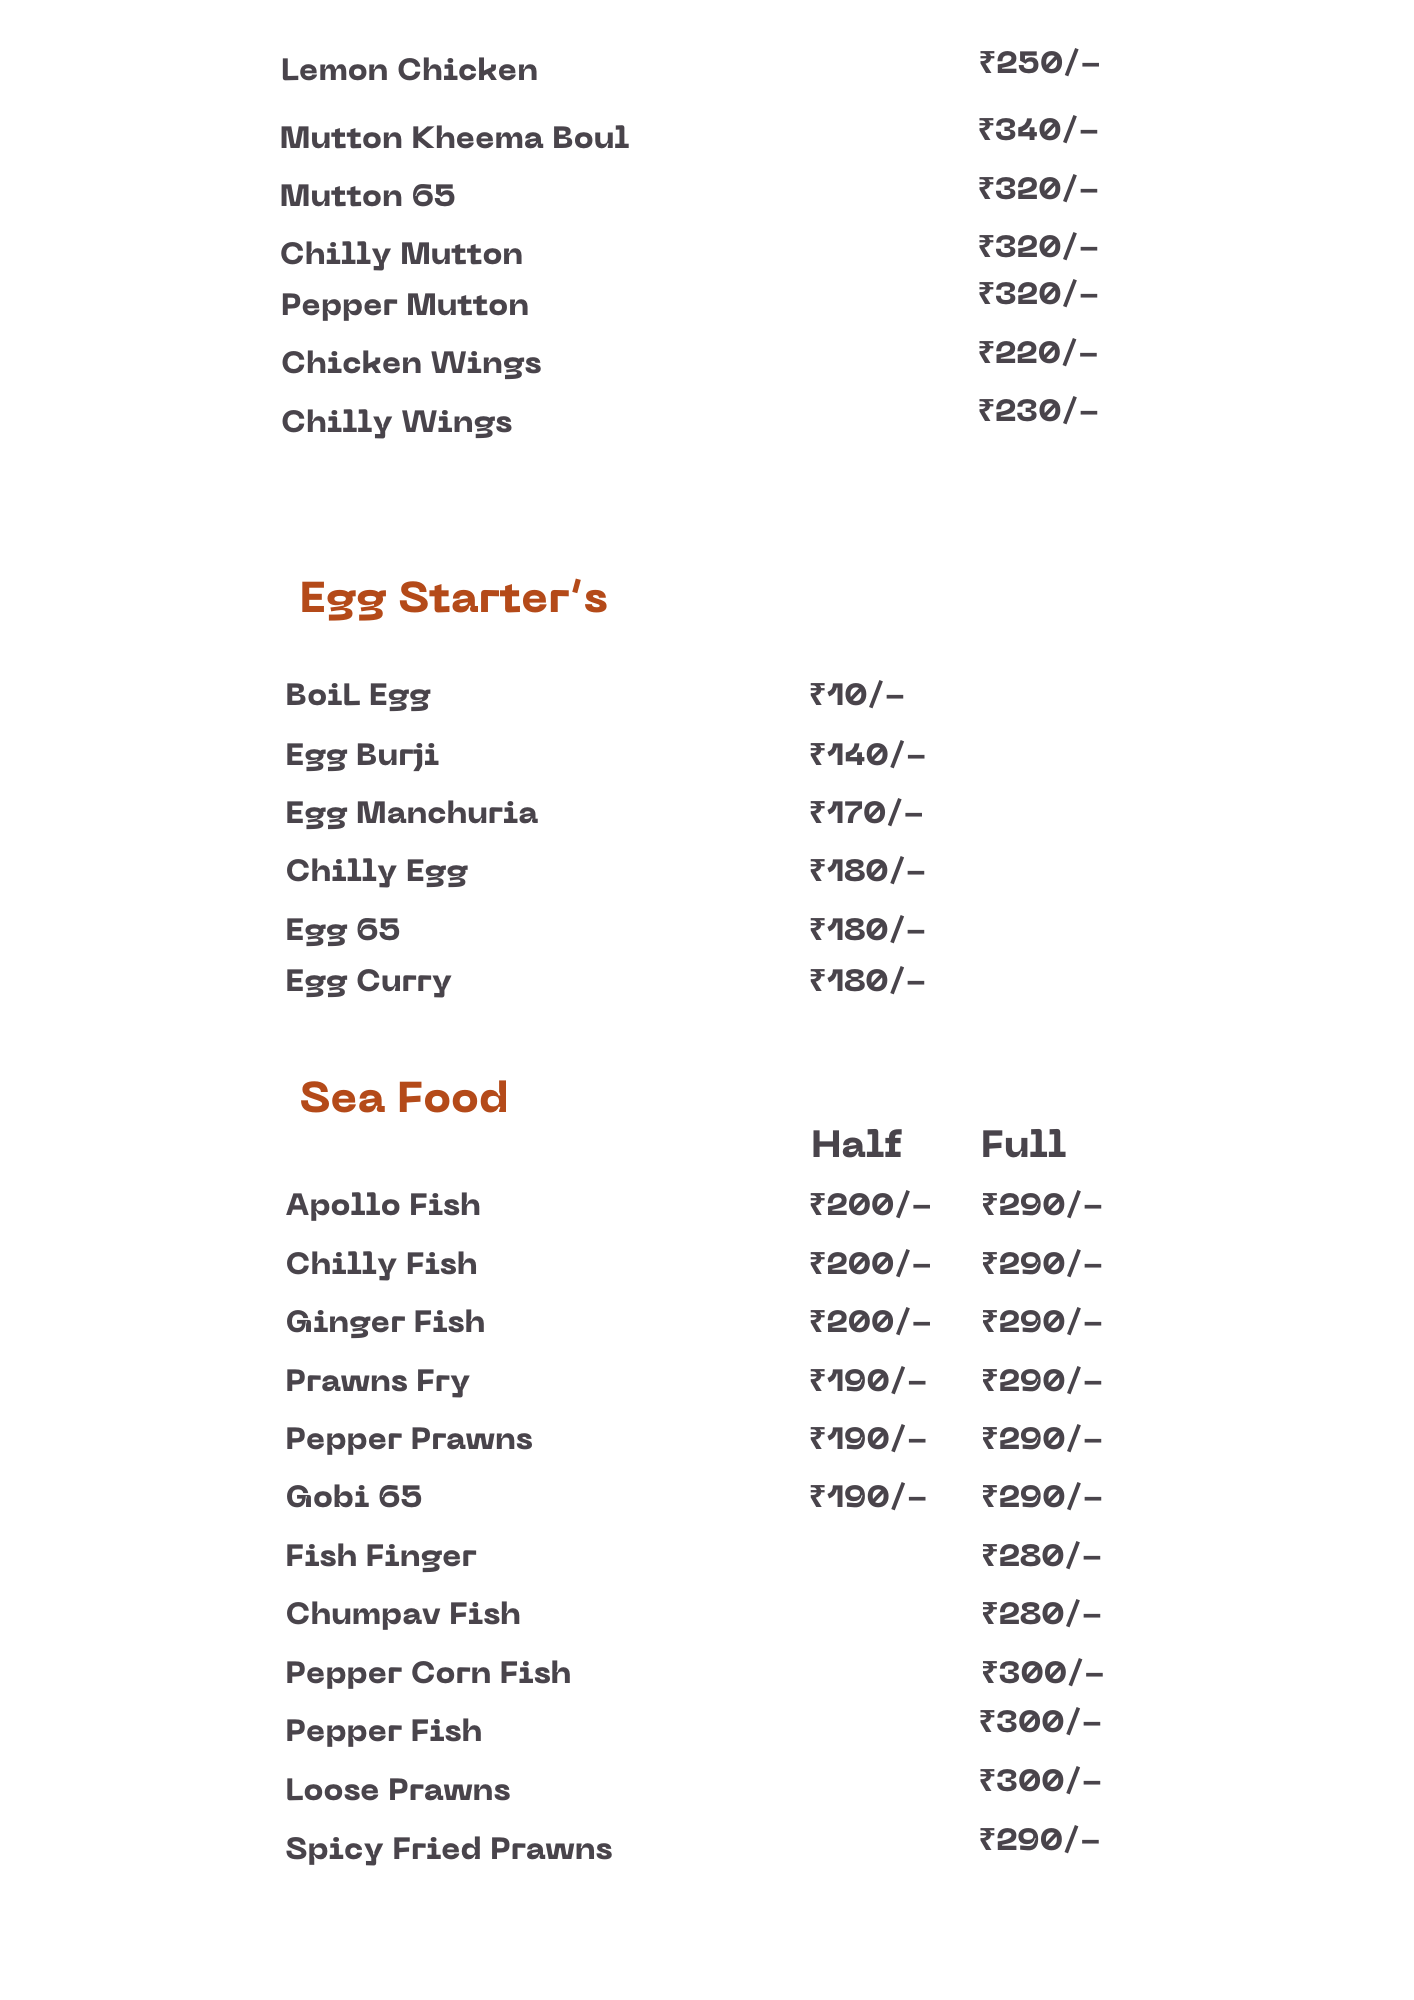 Lemon Chicken ₹250/-
Mutton Kheema Boul ₹340/-
Mutton 65 ₹320/-
Chilly Mutton ₹320/-
Pepper Mutton ₹320/-
Chicken Wings ₹220/-
Chilly Wings ₹230/-
Egg Starter's
BoiL Egg ₹10/-
Egg Burji ₹140/-
Egg Manchuria ₹170/-
Chilly Egg ₹180/-
Egg 65 ₹180/-
Egg Curry ₹180/-
Sea Food
Half Full
Apollo Fish ₹200/- ₹290/-
Chilly Fish ₹200/- ₹290/-
Ginger Fish ₹200/- ₹290/-
Prawns Fry ₹190/- ₹290/-
Pepper Prawns ₹190/- ₹290/-
Gobi 65 ₹190/- ₹290/-
Fish Finger ₹280/-
Chumpav Fish ₹280/-
Pepper Corn Fish ₹300/-
Pepper Fish ₹300/-
Loose Prawns ₹300/-
Spicy Fried Prawns ₹290/-